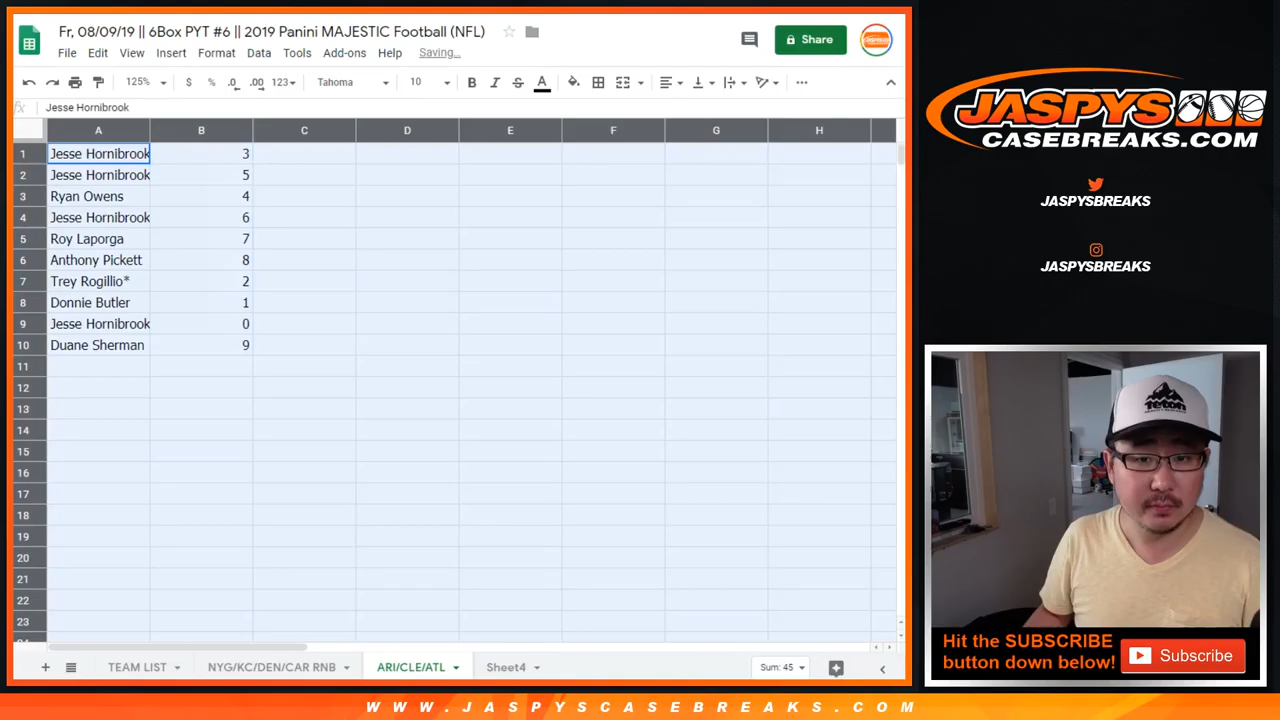 Fr, 08/09/19 || 6Box PYT #6 || 2019 Panini MAJESTIC Football (NFL)
File Edit View Insert Format Data Tools Add-ons Help Saving...
Share
125% $ % .0 .00 123 Tahoma 10 B I S A
fx Jesse Hornibrook
A B C D E F G H
1 Jesse Hornibrook 3
2 Jesse Hornibrook 5
3 Ryan Owens 4
4 Jesse Hornibrook 6
5 Roy Laporga 7
6 Anthony Pickett 8
7 Trey Rogillio* 2
8 Donnie Butler 1
9 Jesse Hornibrook 0
10 Duane Sherman 9
11
12
13
14
15
16
17
18
19
20
21
22
23
TEAM LIST NYG/KC/DEN/CAR RNB ARI/CLE/ATL Sheet4 Sum: 45
JASPYS
CASEBREAKS.COM
JASPYSBREAKS
JASPYSBREAKS
Teton
Hit the SUBSCRIBE
button down below!
Subscribe
WWW.JASPYSCASEBREAKS.COM